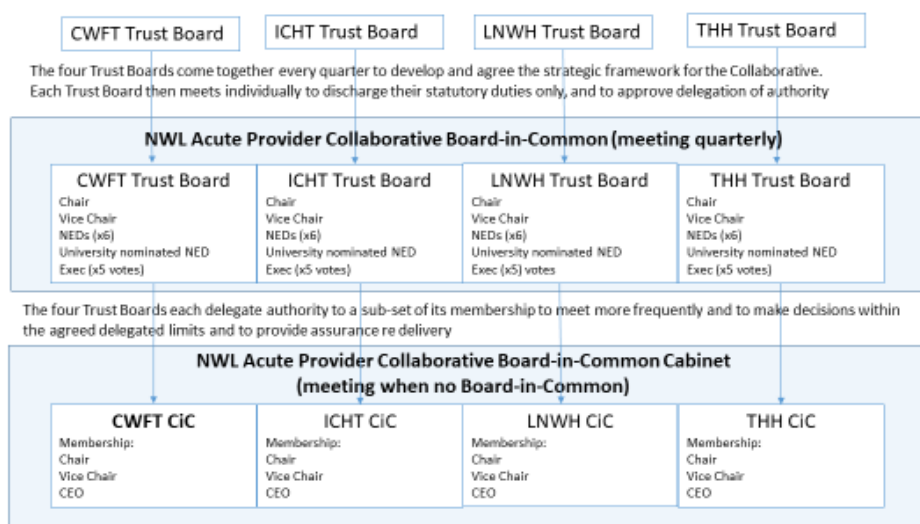 CWFT Trust Board
ICHT Trust Board
LNWH Trust Board
THH Trust Board
The four Trust Boards come together every quarter to develop and agree the strategic framework for the Collaborative.
Each Trust Board then meets individually to discharge their statutory duties only, and to approve delegation of authority
NWL Acute Provider Collaborative Board-in-Common (meeting quarterly)
CWFT Trust Board
Chair
Vice Chair
NEDs (x6)
University nominated NED
Exec (x5 votes)
ICHT Trust Board
Chair
Vice Chair
NEDs (x6)
University nominated NED
Exec (x5 votes)
LNWH Trust Board
Chair
Vice Chair
NEDs (x6)
University nominated NED
Exec (x5) votes)
THH Trust Board
Chair
Vice Chair
NEDs (x6)
University nominated NED
Exec (x5 votes)
The four Trust Boards each delegate authority to a sub-set of its membership to meet more frequently and to make decisions within
the agreed delegated limits and to provide assurance re delivery
NWL Acute Provider Collaborative Board-in-Common Cabinet
(meeting when no Board-in-Common)
CWFT CiC
Membership:
Chair
Vice Chair
CEO
ICHT CiC
Membership:
Chair
Vice Chair
CEO
LNWH CiC
Membership:
Chair
Vice Chair
CEO
THH CiC
Membership:
Chair
Vice Chair
CEO